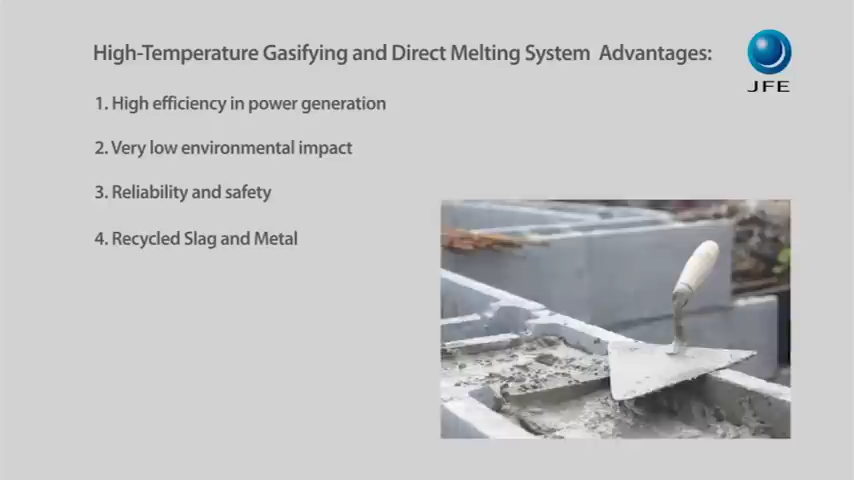 High-Temperature Gasifying and Direct Melting System Advantages:
JFE
1. High efficiency in power generation
2. Very low environmental impact
3. Reliability and safety
4. Recycled Slag and Metal